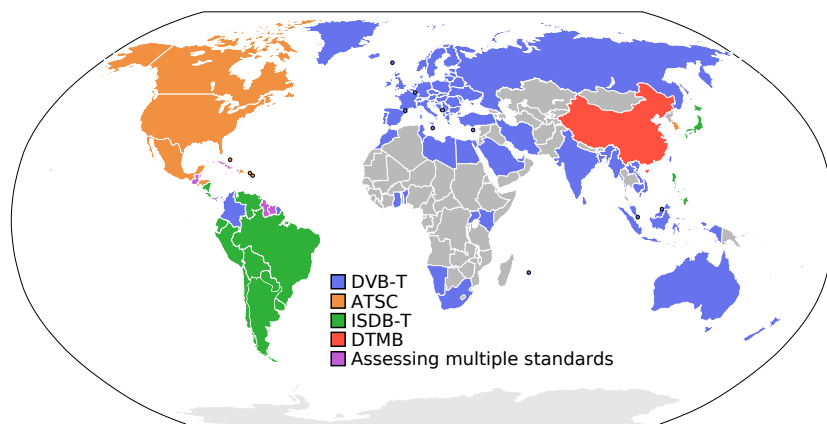 DVB-T
ATSC
ISDB-T
DTMB
Assessing multiple standards